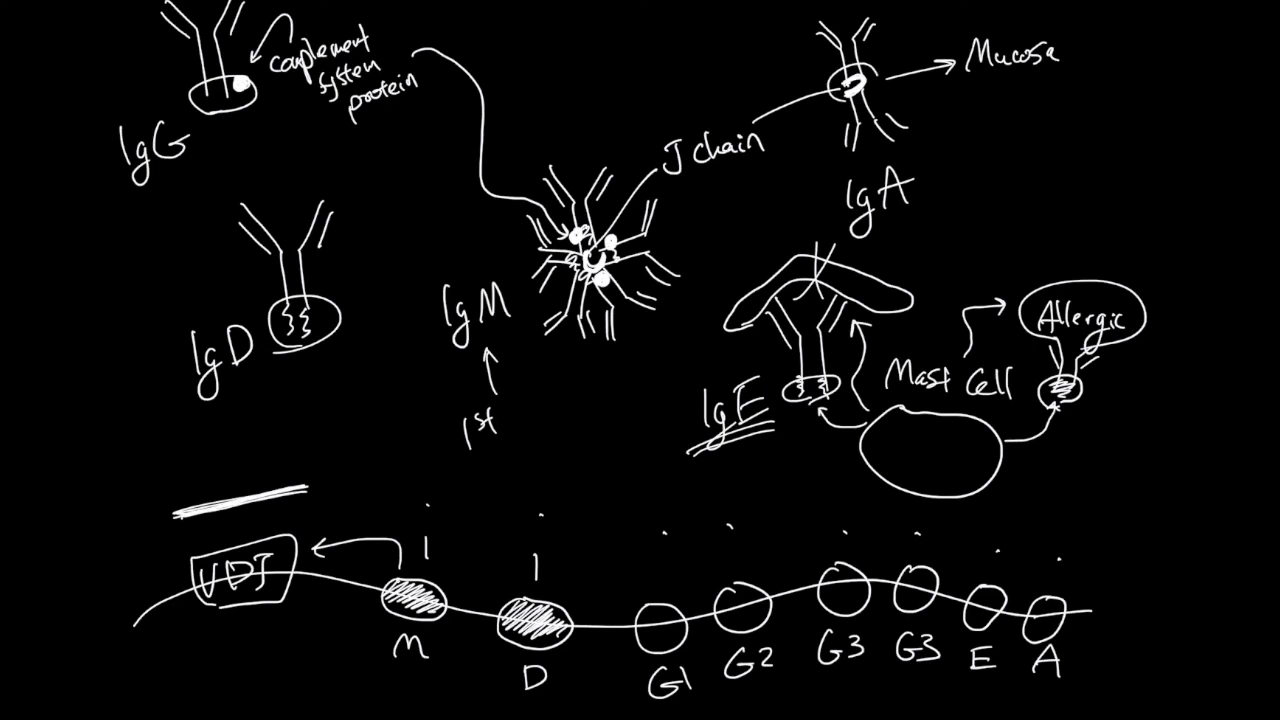 complement
system
protein
IgG
Mucosa
J chain
IgA
IgD
IgM
1st
IgE
Mast Cell
Allergic
VDJ
M
D
G1
G2
G3
G3
E
A